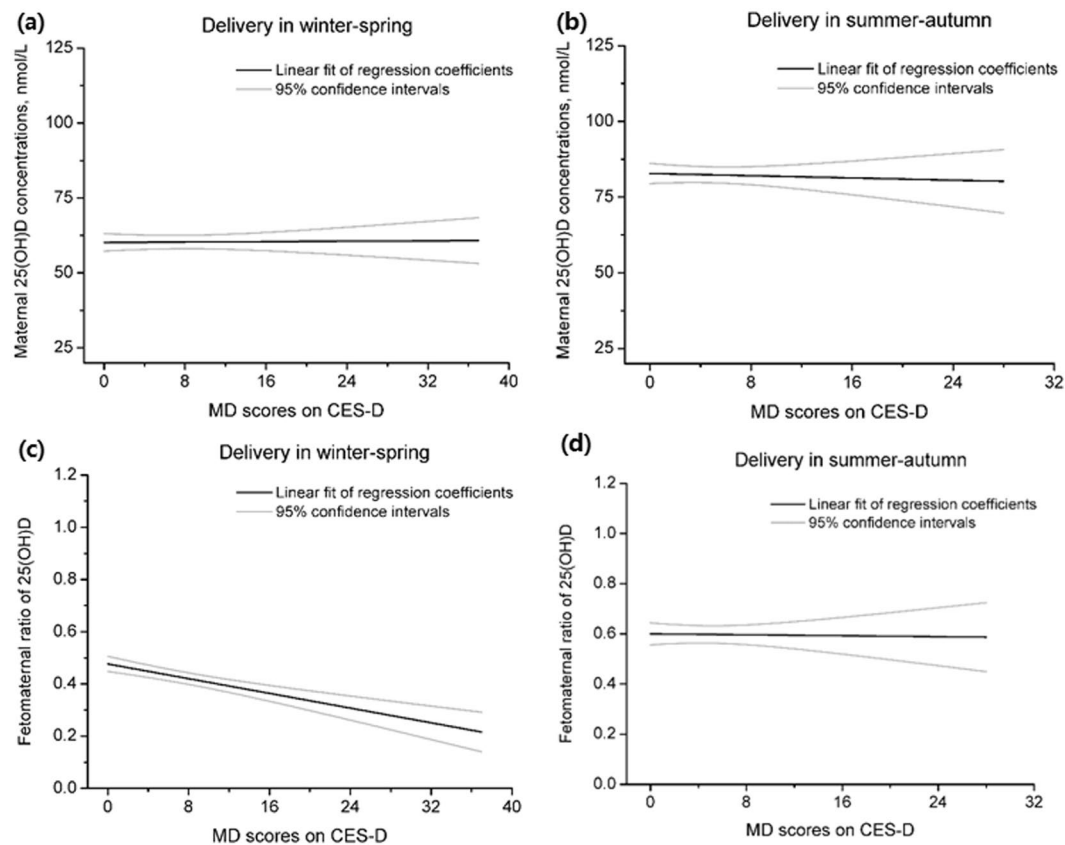 (a)
Delivery in winter-spring
Linear fit of regression coefficients
95% confidence intervals
Maternal 25(OH)D concentrations, nmol/L
125
100
75
50
25
0 8 16 24 32 40
MD scores on CES-D
(b)
Delivery in summer-autumn
Linear fit of regression coefficients
95% confidence intervals
Maternal 25(OH)D concentrations, nmol/L
125
100
75
50
25
0 8 16 24 32
MD scores on CES-D
(c)
Delivery in winter-spring
Linear fit of regression coefficients
95% confidence intervals
Fetomaternal ratio of 25(OH)D
1.2
1.0
0.8
0.6
0.4
0.2
0.0
0 8 16 24 32 40
MD scores on CES-D
(d)
Delivery in summer-autumn
Linear fit of regression coefficients
95% confidence intervals
Fetomaternal ratio of 25(OH)D
1.2
1.0
0.8
0.6
0.4
0.2
0.0
0 8 16 24 32
MD scores on CES-D